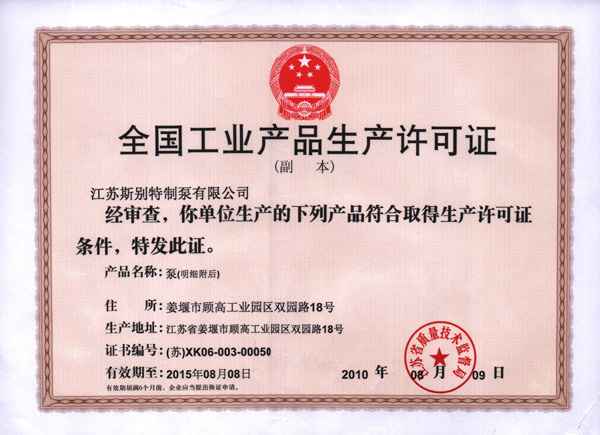 全国工业产品生产许可证
(副 本)
江苏斯别特制泵有限公司
经审查，你单位生产的下列产品符合取得生产许可证
条件，特发此证。
产品名称：泵(明细附后)
住 所：姜堰市顾高工业园区双园路18号
生产地址：江苏省姜堰市顾高工业园区双园路18号
证书编号：(苏)XK06-003-00050
有效期至：2015年08月08日
2010 年 08 月 09 日
有效期届满6个月前，企业应当提出换证申请。
江苏省质量技术监督局